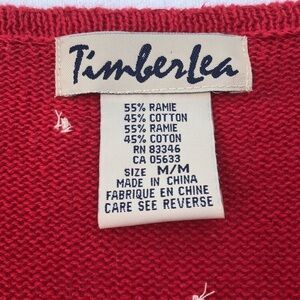 TimberLea
55% RAMIE
45% COTTON
55% RAMIE
45% COTON
RN 83346
CA 05633
SIZE M/M
MADE IN CHINA
FABRIQUE EN CHINE
CARE SEE REVERSE